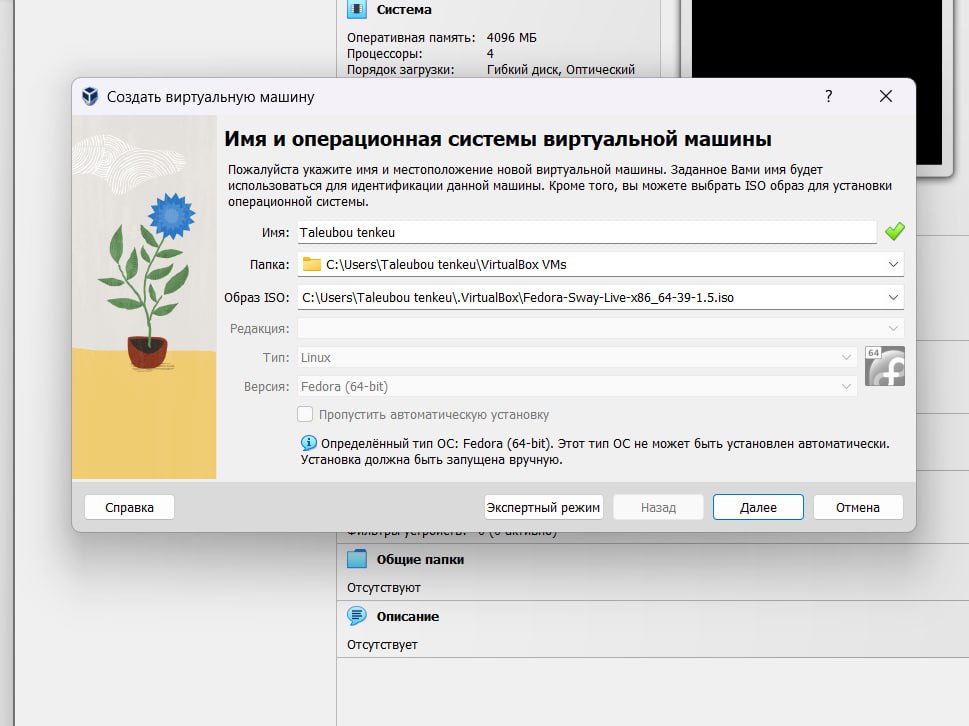 Система
Оперативная память: 4096 МБ
Процессоры: 4
Порядок загрузки: Гибкий диск, Оптический
Создать виртуальную машину
?
Имя и операционная системы виртуальной машины
Пожалуйста укажите имя и местоположение новой виртуальной машины. Заданное Вами имя будет
использоваться для идентификации данной машины. Кроме того, вы можете выбрать ISO образ для установки
операционной системы.
Имя: Taleubou tenkeu
Папка: C:\Users\Taleubou tenkeu\VirtualBox VMs
Образ ISO: C:\Users\Taleubou tenkeu\.VirtualBox\Fedora-Sway-Live-x86_64-39-1.5.iso
Редакция:
Тип: Linux
64
Версия: Fedora (64-bit)
Пропустить автоматическую установку
Определённый тип ОС: Fedora (64-bit). Этот тип ОС не может быть установлен автоматически.
Установка должна быть запущена вручную.
Справка Экспертный режим Назад Далее Отмена
Фильтры устройств: 0 (0 активно)
Общие папки
Отсутствуют
Описание
Отсутствует